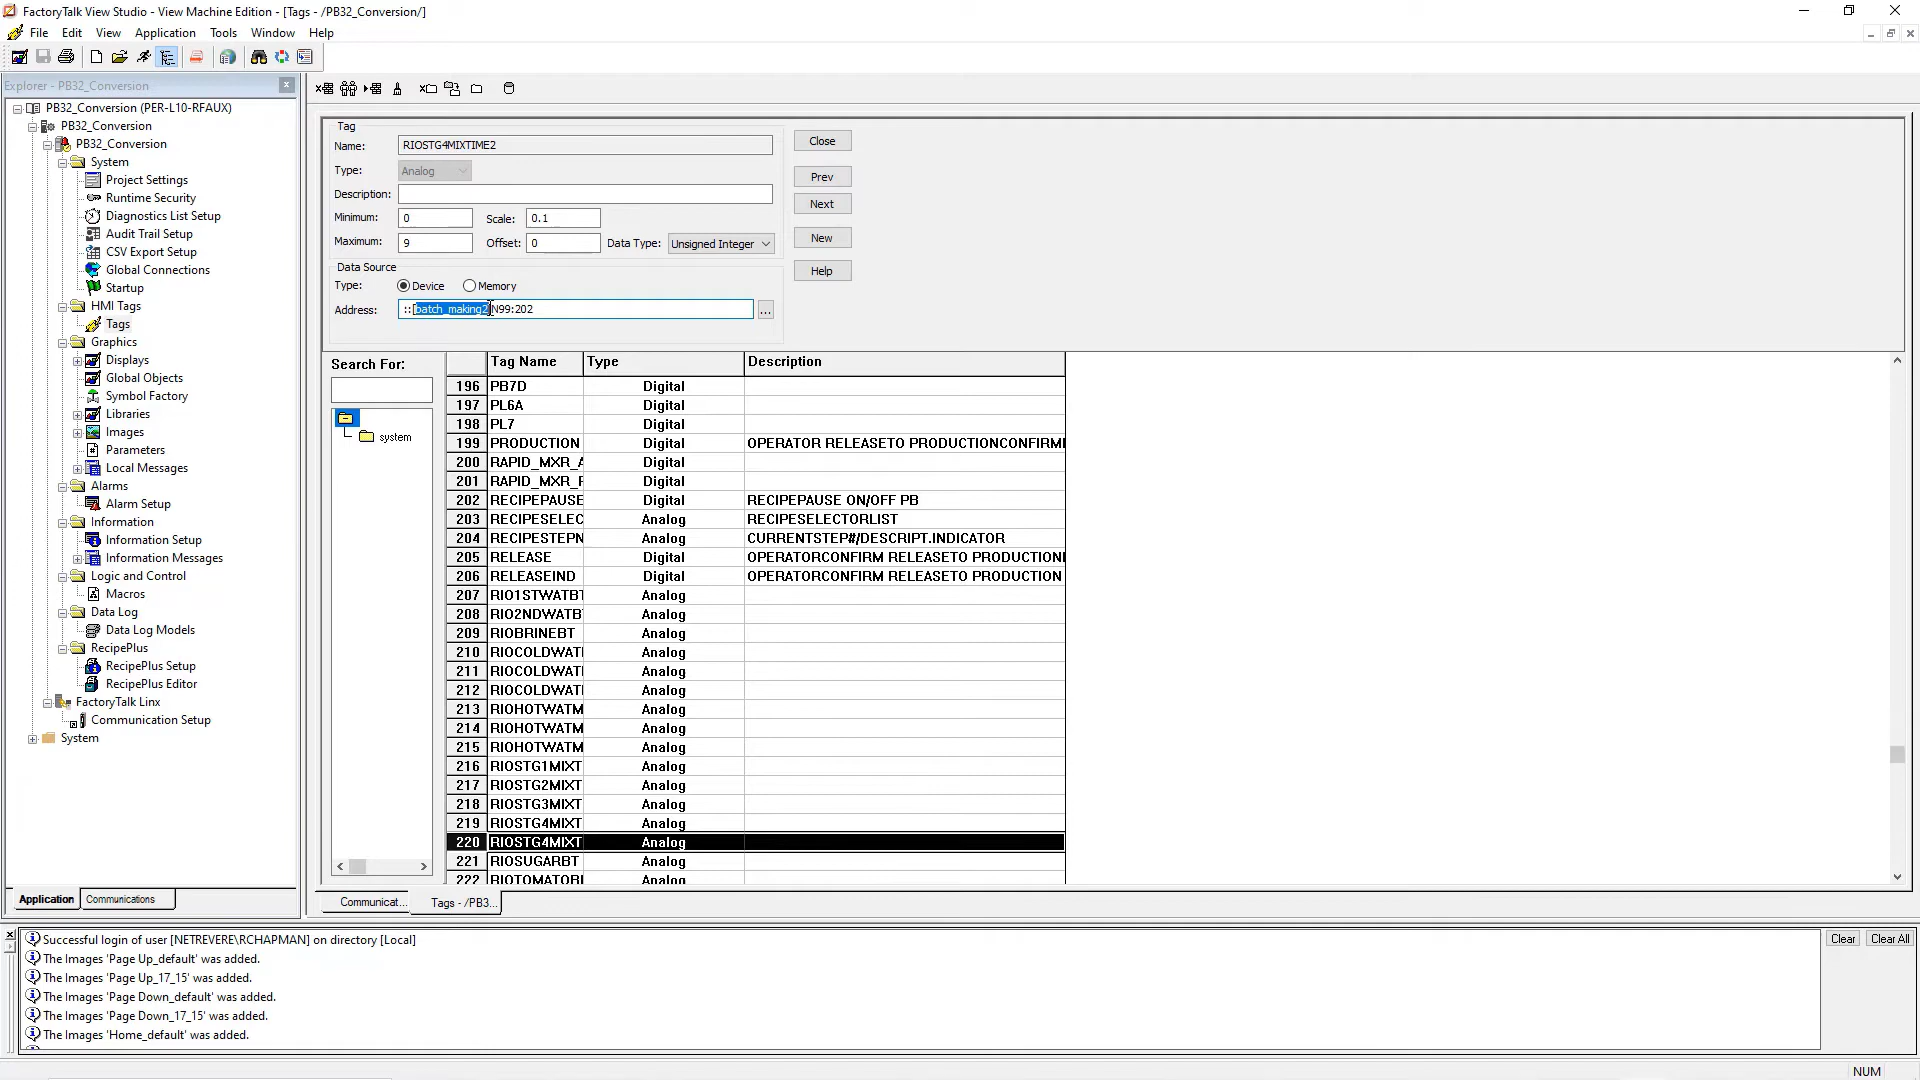 FactoryTalk View Studio - View Machine Edition - [Tags - /PB32_Conversion/]
File Edit View Application Tools Window Help
Explorer - PB32_Conversion
PB32_Conversion (PER-L10-RFAUX)
PB32_Conversion
PB32_Conversion
System
Project Settings
Runtime Security
Diagnostics List Setup
Audit Trail Setup
CSV Export Setup
Global Connections
Startup
HMI Tags
Tags
Graphics
Displays
Global Objects
Symbol Factory
Libraries
Images
Parameters
Local Messages
Alarms
Alarm Setup
Information
Information Setup
Information Messages
Logic and Control
Macros
Data Log
Data Log Models
RecipePlus
RecipePlus Setup
RecipePlus Editor
FactoryTalk Linx
Communication Setup
System
Application Communications
Tag
Name: RIOSTG4MIXTIME2
Type: Analog
Description:
Minimum: 0 Scale: 0.1
Maximum: 9 Offset: 0 Data Type: Unsigned Integer
Data Source
Type: Device Memory
Address: ::[batch_making2]N99:202 ...
Close
Prev
Next
New
Help
Search For:
system
Tag Name Type Description
196 PB7D Digital
197 PL6A Digital
198 PL7 Digital
199 PRODUCTION Digital OPERATOR RELEASETO PRODUCTIONCONFIRMI
200 RAPID_MXR_A Digital
201 RAPID_MXR_F Digital
202 RECIPEPAUSE Digital RECIPEPAUSE ON/OFF PB
203 RECIPESELEC Analog RECIPESELECTORLIST
204 RECIPESTEPN Analog CURRENTSTEP#/DESCRIPT.INDICATOR
205 RELEASE Digital OPERATORCONFIRM RELEASETO PRODUCTIONI
206 RELEASEIND Digital OPERATORCONFIRM RELEASETO PRODUCTION
207 RIO1STWATBT Analog
208 RIO2NDWATB Analog
209 RIOBRINEBT Analog
210 RIOCOLDWATI Analog
211 RIOCOLDWATI Analog
212 RIOCOLDWATI Analog
213 RIOHOTWATM Analog
214 RIOHOTWATM Analog
215 RIOHOTWATM Analog
216 RIOSTG1MIXT Analog
217 RIOSTG2MIXT Analog
218 RIOSTG3MIXT Analog
219 RIOSTG4MIXT Analog
220 RIOSTG4MIXT Analog
221 RIOSUGARBT Analog
222 RIOTOMATOBI Analog
Communicat... Tags - /PB3...
Successful login of user [NETREVERE\RCHAPMAN] on directory [Local]
The Images 'Page Up_default' was added.
The Images 'Page Up_17_15' was added.
The Images 'Page Down_default' was added.
The Images 'Page Down_17_15' was added.
The Images 'Home_default' was added.
Clear Clear All
NUM